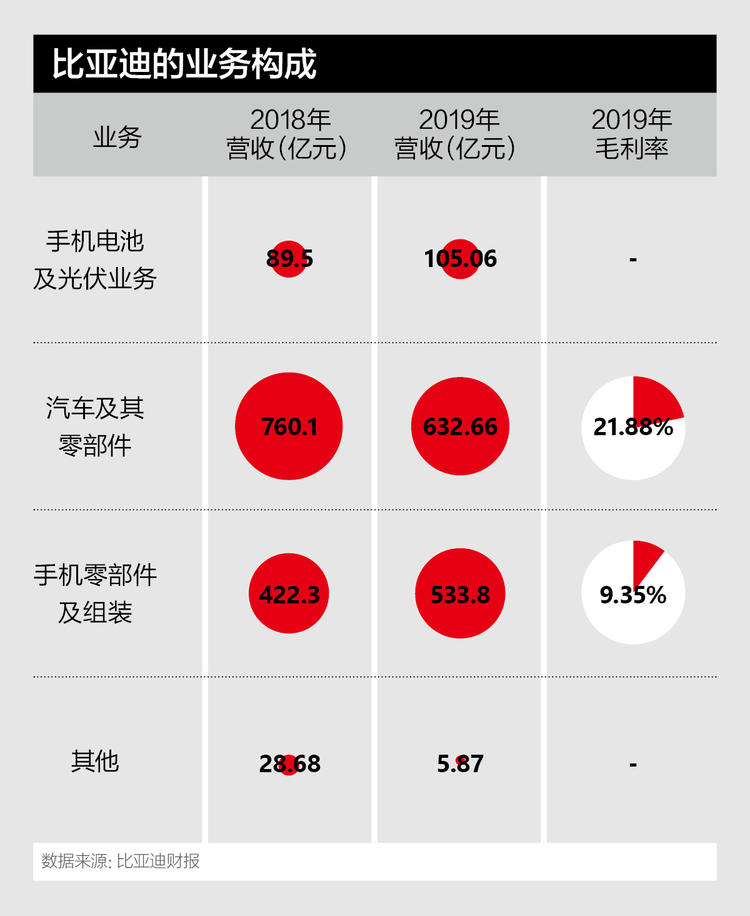 比亚迪的业务构成
业务
2018年
营收(亿元)
2019年
营收(亿元)
2019年
毛利率
手机电池
及光伏业务
89.5
105.06
-
汽车及其
零部件
760.1
632.66
21.88%
手机零部件
及组装
422.3
533.8
9.35%
其他
28.68
5.87
-
数据来源:比亚迪财报